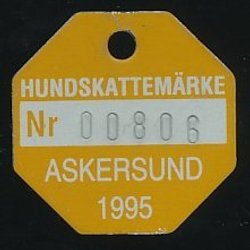 HUNDSKATTEMÄRKE
Nr 00806
ASKERSUND
1995